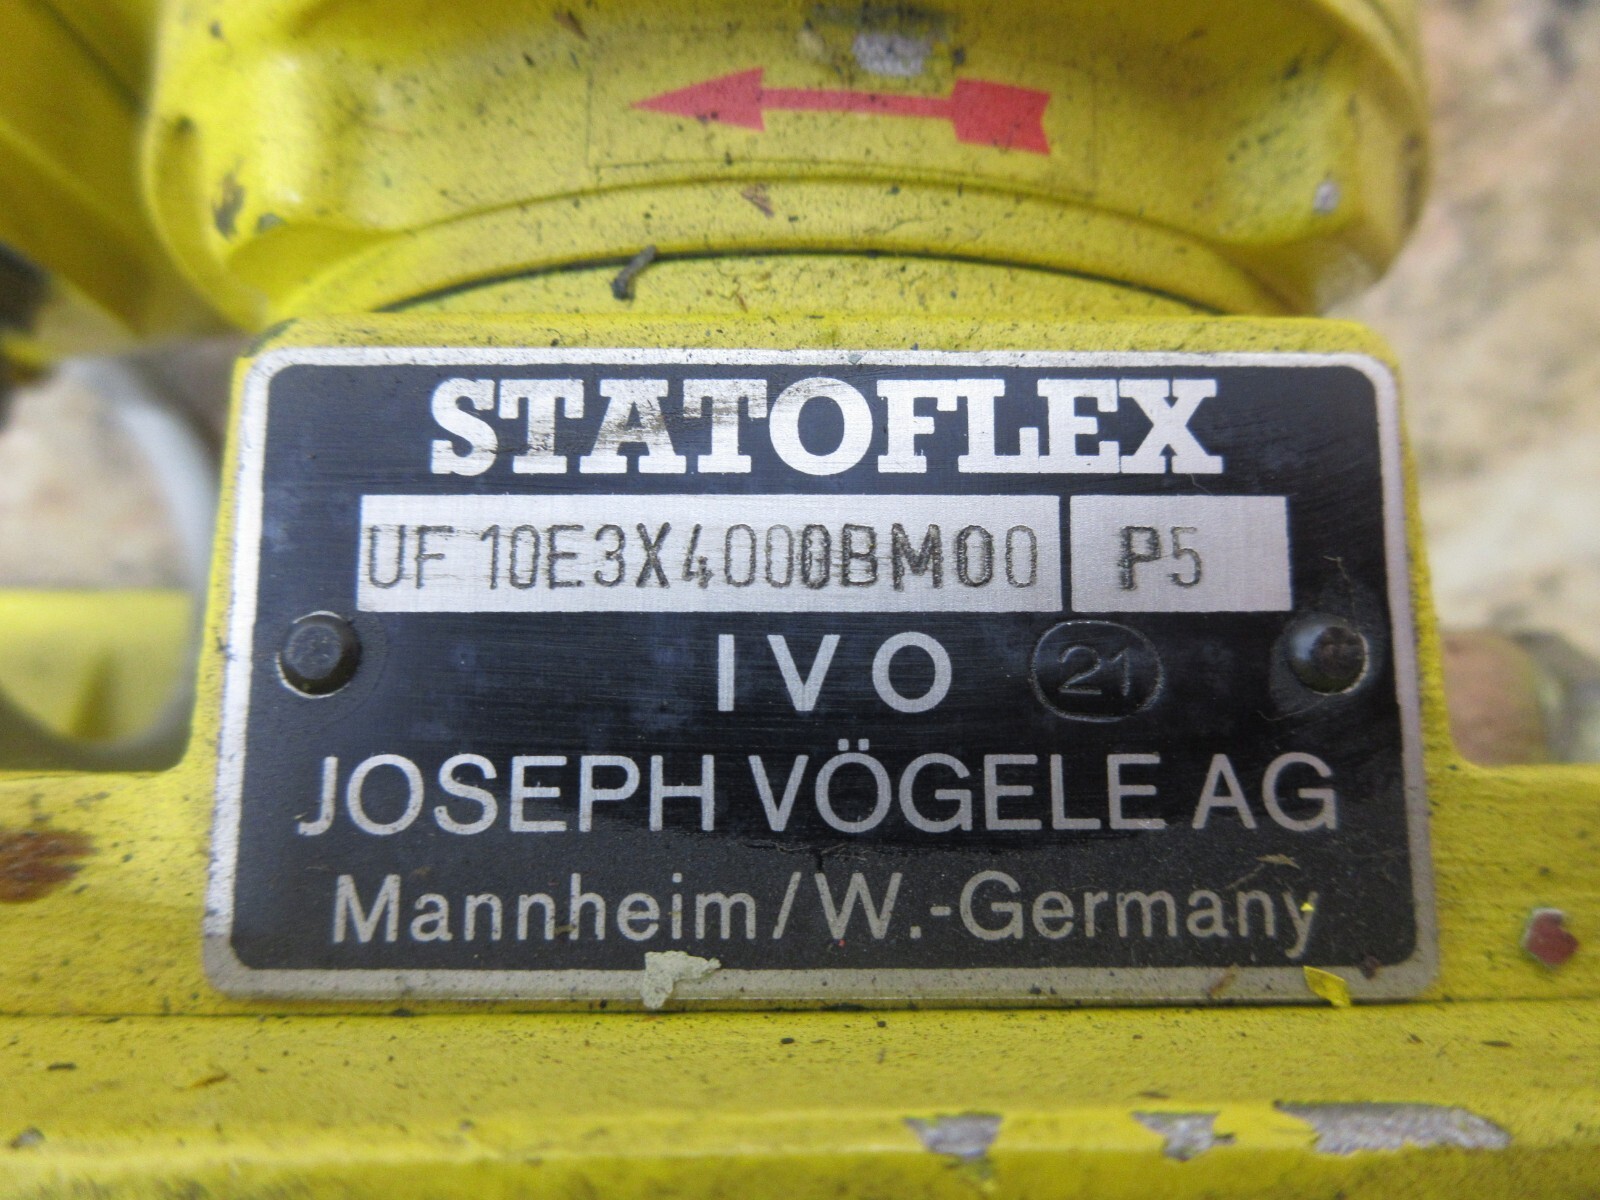 STATOFLEX
UF 10E3X4000BM00 P5
IVO 21
JOSEPH VÖGELE AG
Mannheim/W.-Germany